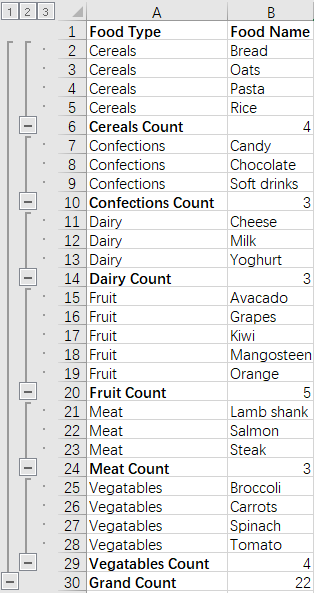 1 2 3 A B
1 Food Type Food Name
2 Cereals Bread
3 Cereals Oats
4 Cereals Pasta
5 Cereals Rice
6 Cereals Count 4
7 Confections Candy
8 Confections Chocolate
9 Confections Soft drinks
10 Confections Count 3
11 Dairy Cheese
12 Dairy Milk
13 Dairy Yoghurt
14 Dairy Count 3
15 Fruit Avacado
16 Fruit Grapes
17 Fruit Kiwi
18 Fruit Mangosteen
19 Fruit Orange
20 Fruit Count 5
21 Meat Lamb shank
22 Meat Salmon
23 Meat Steak
24 Meat Count 3
25 Vegatables Broccoli
26 Vegatables Carrots
27 Vegatables Spinach
28 Vegatables Tomato
29 Vegatables Count 4
30 Grand Count 22